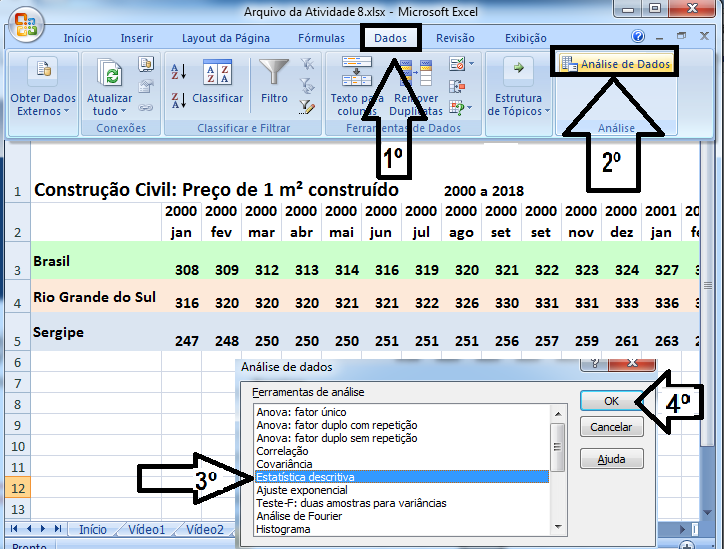 Arquivo da Atividade 8.xlsx - Microsoft Excel
Início Inserir Layout da Página Fórmulas Dados Revisão Exibição
Obter Dados Externos
Atualizar tudo
Conexões
Classificar
Filtro
Classificar e Filtrar
Texto para colunas
Remover Duplicatas
Ferramentas de Dados
Estrutura de Tópicos
Análise de Dados
Análise
1º
2º
1 Construção Civil: Preço de 1 m² construído 2000 a 2018
2000 2000 2000 2000 2000 2000 2000 2000 2000 2000 2000 2000 2001
2 jan fev mar abr mai jun jul ago set set nov dez jan
3 Brasil 308 309 312 313 314 316 319 320 321 322 323 324 327
4 Rio Grande do Sul 316 320 320 320 321 321 322 326 330 331 331 333 336
5 Sergipe 247 248 250 250 250 251 251 256 256 257 259 261 263
6
7
8
9
10
11
12
13
Análise de dados
Ferramentas de análise
Anova: fator único
Anova: fator duplo com repetição
Anova: fator duplo sem repetição
Correlação
Covariância
Estatística descritiva
Ajuste exponencial
Teste-F: duas amostras para variâncias
Análise de Fourier
Histograma
OK
Cancelar
Ajuda
3º
4º
Início Vídeo1 Vídeo2
Pronto